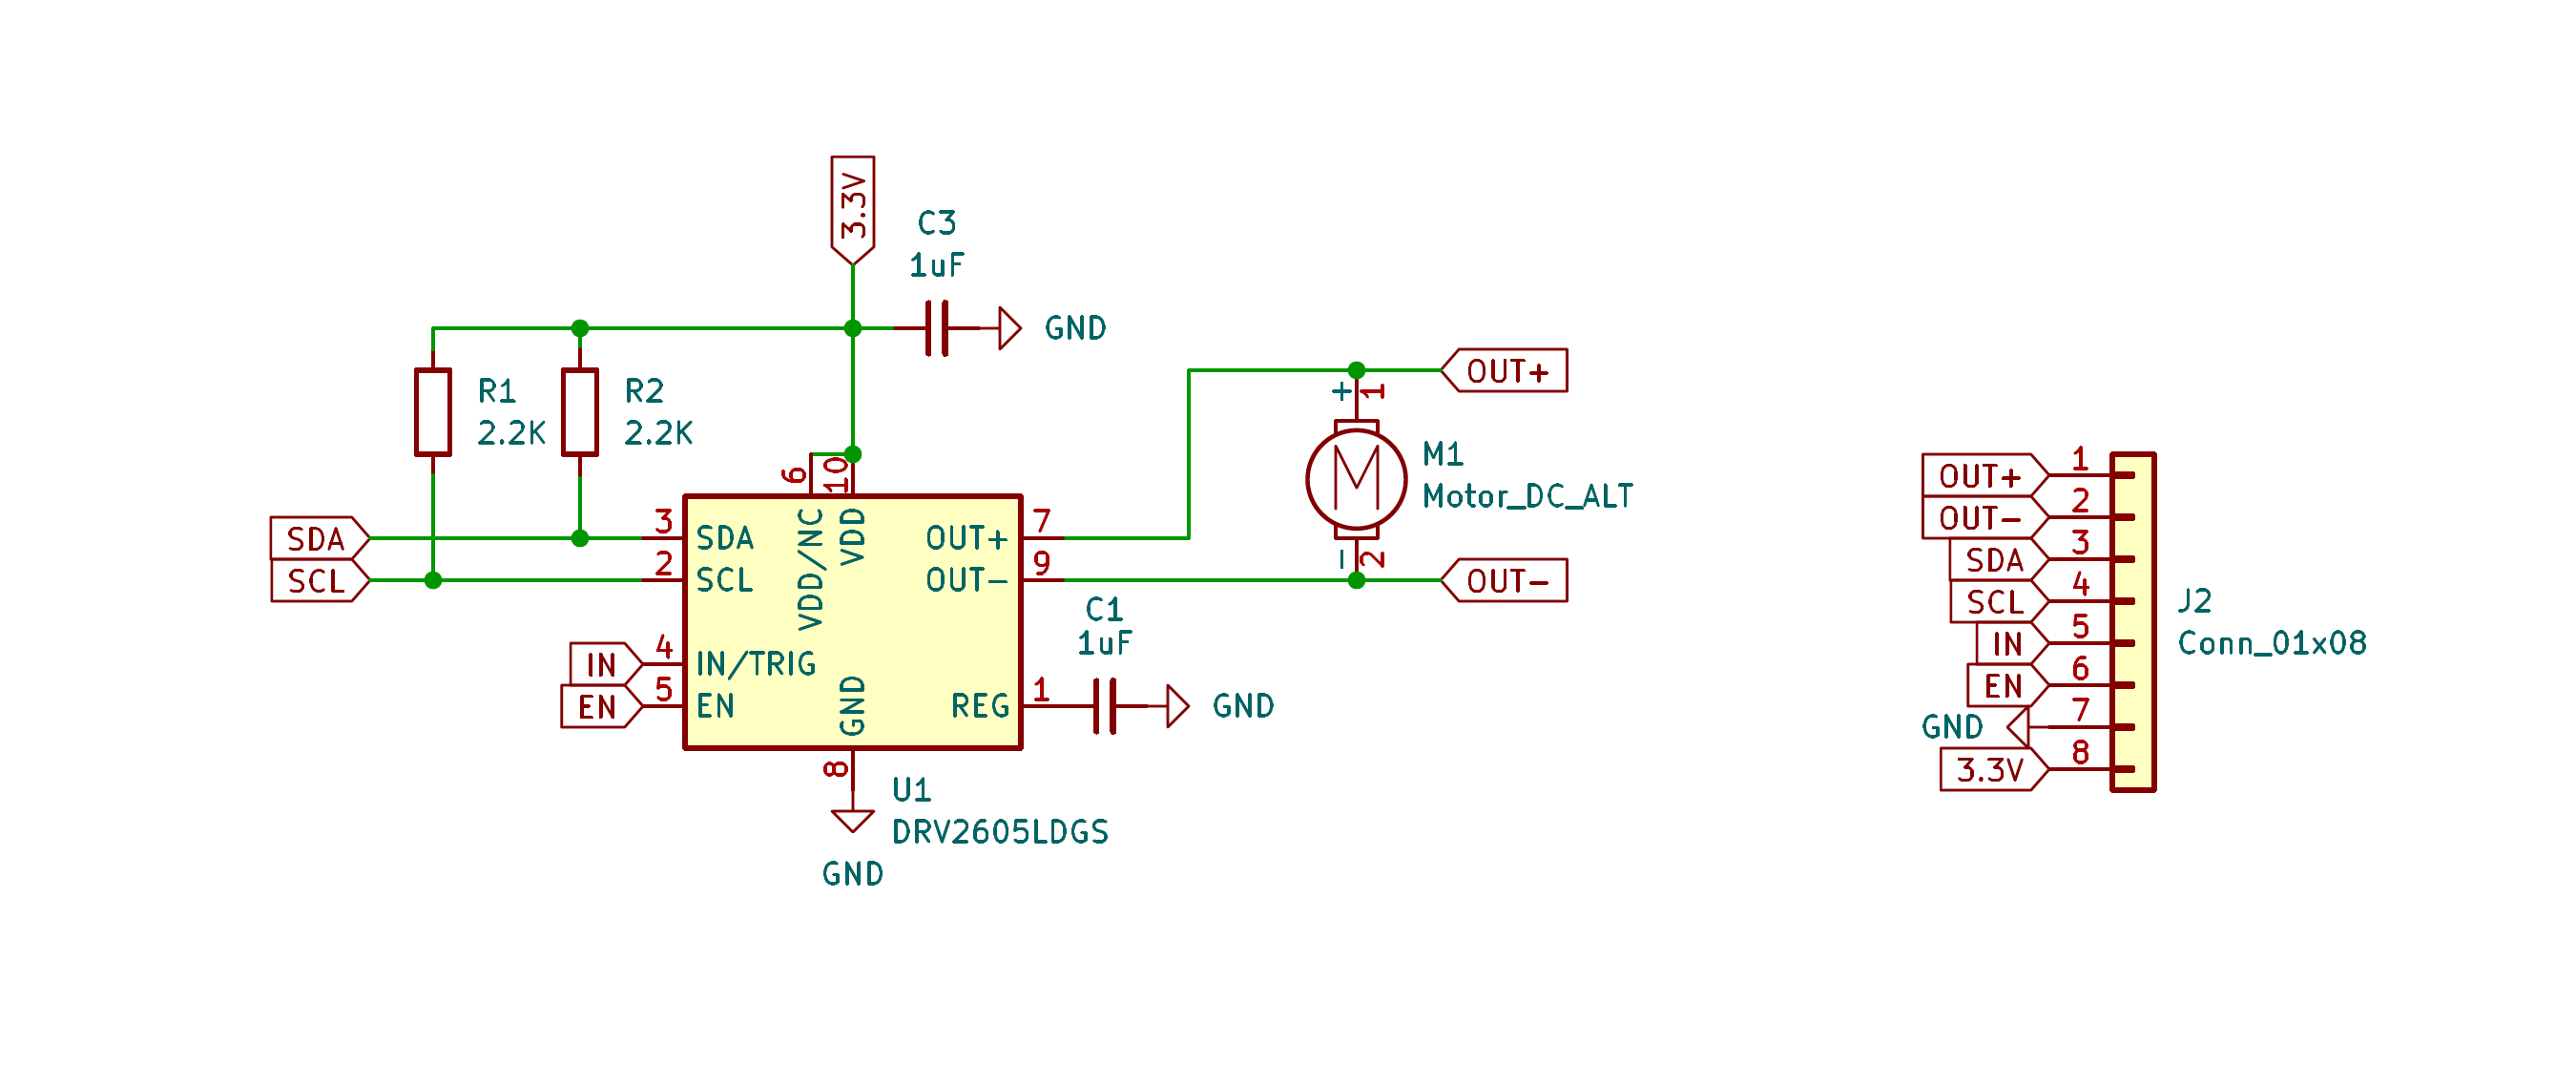 3.3V
C3
1uF
GND
R1
2.2K
R2
2.2K
SDA
SCL
IN
EN
3
2
4
5
6
10
7
9
1
8
SDA
SCL
IN/TRIG
EN
VDD/NC
VDD
GND
OUT+
OUT-
REG
U1
DRV2605LDGS
GND
C1
1uF
GND
OUT+
+
1
M
M1
Motor_DC_ALT
-
2
OUT-
OUT+ 1
OUT- 2
SDA 3
SCL 4
IN 5
EN 6
GND 7
3.3V 8
J2
Conn_01x08